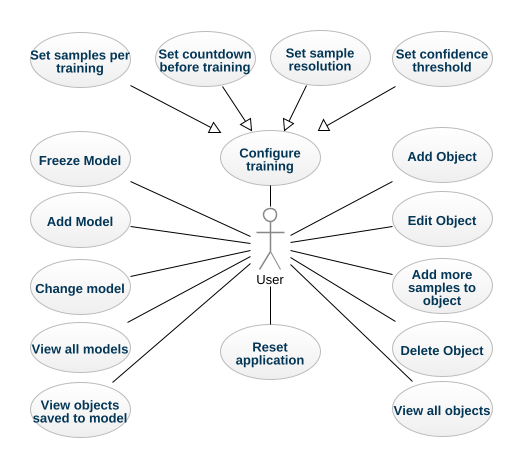 Set samples per
training
Set countdown
before training
Set sample
resolution
Set confidence
threshold
Freeze Model
Configure
training
Add Object
Add Model
Edit Object
Change model
User
Add more
samples to
object
View all models
Reset
application
Delete Object
View objects
saved to model
View all objects